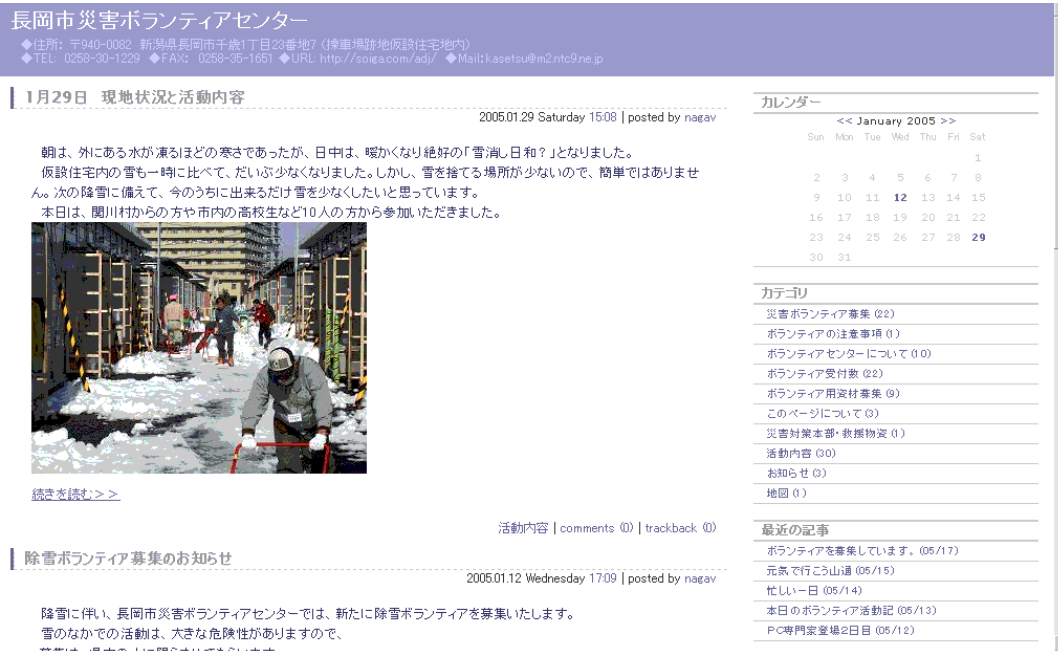 長岡市災害ボランティアセンター
◆住所: 〒940-0082 新潟県長岡市千歳1丁目23番地7 (操車場跡地仮設住宅地内)
◆TEL: 0258-30-1229 ◆FAX: 0258-35-1651 ◆URL: http://soiga.com/adj/ ◆Mail:kasetsu@m2.ntc9.ne.jp
1月29日 現地状況と活動内容
2005.01.29 Saturday 15:08 | posted by nagav
朝は、外にある水が凍るほどの寒さであったが、日中は、暖かくなり絶好の「雪消し日和?」となりました。
仮設住宅内の雪も一時に比べて、だいぶ少なくなりました。しかし、雪を捨てる場所が少ないので、簡単ではありませ
ん。次の降雪に備えて、今のうちに出来るだけ雪を少なくしたいと思っています。
本日は、関川村からの方や市内の高校生など10人の方から参加いただきました。
続きを読む>>
活動内容 | comments (0) | trackback (0)
除雪ボランティア募集のお知らせ
2005.01.12 Wednesday 17:09 | posted by nagav
降雪に伴い、長岡市災害ボランティアセンターでは、新たに除雪ボランティアを募集いたします。
雪のなかでの活動は、大きな危険性がありますので、
カレンダー
<< January 2005 >>
Sun Mon Tue Wed Thu Fri Sat
1
2 3 4 5 6 7 8
9 10 11 12 13 14 15
16 17 18 19 20 21 22
23 24 25 26 27 28 29
30 31
カテゴリ
災害ボランティア募集 (22)
ボランティアの注意事項 (1)
ボランティアセンターについて (10)
ボランティア受付数 (22)
ボランティア用資材募集 (9)
このページについて (3)
災害対策本部・救援物資 (1)
活動内容 (30)
お知らせ (3)
地図 (1)
最近の記事
ボランティアを募集しています。 (05/17)
元気で行こう山通 (05/15)
忙しい一日 (05/14)
本日のボランティア活動記 (05/13)
PC専門家登場2日目 (05/12)